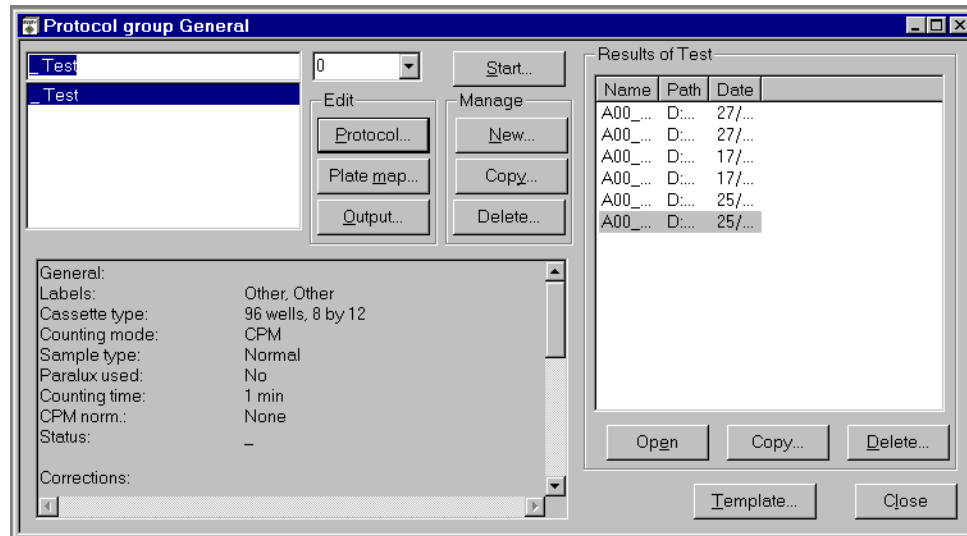 Protocol group General
_ Test
_ Test
0
Start...
Edit
Protocol...
Plate map...
Output...
Manage
New...
Copy...
Delete...
General:
Labels: Other, Other
Cassette type: 96 wells, 8 by 12
Counting mode: CPM
Sample type: Normal
Paralux used: No
Counting time: 1 min
CPM norm.: None
Status: _
Corrections:
Results of Test
Name Path Date
A00_... D:... 27/...
A00_... D:... 27/...
A00_... D:... 17/...
A00_... D:... 17/...
A00_... D:... 25/...
A00_... D:... 25/...
Open Copy... Delete...
Template... Close